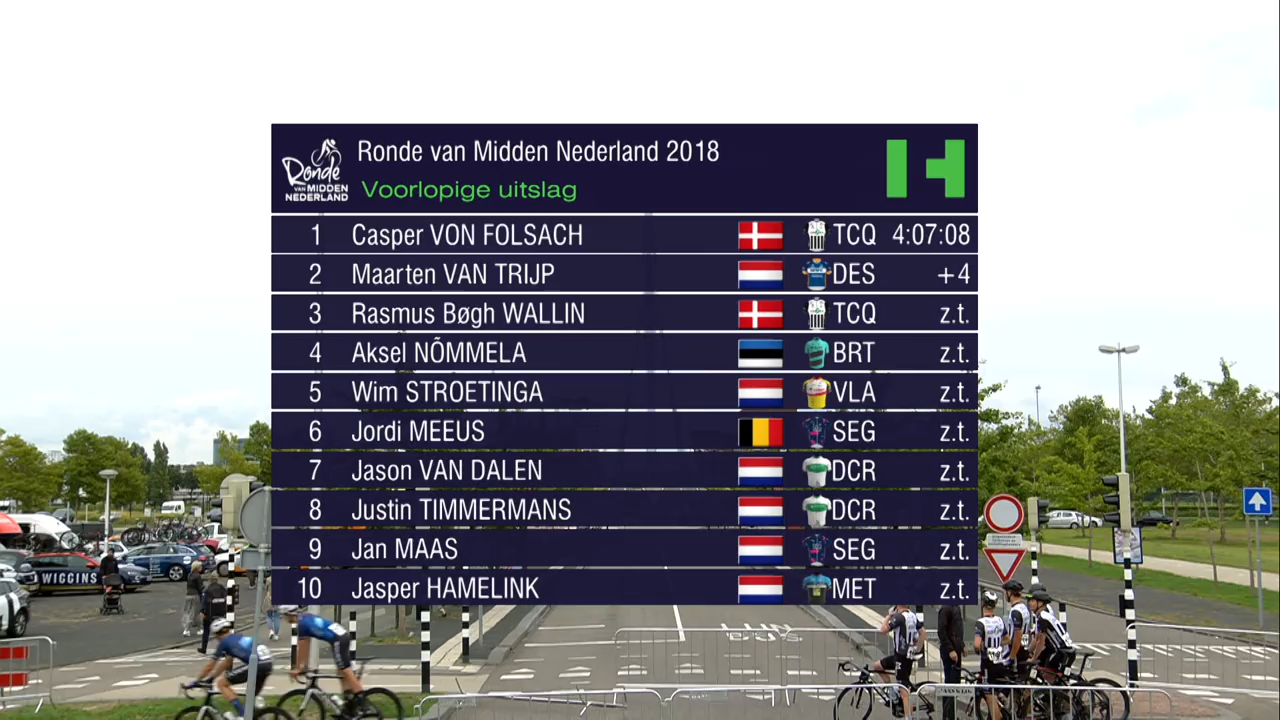 Ronde van Midden Nederland 2018
Ronde
VAN MIDDEN
NEDERLAND
Voorlopige uitslag
1 Casper VON FOLSACH TCQ 4:07:08
2 Maarten VAN TRIJP DES +4
3 Rasmus Bøgh WALLIN TCQ z.t.
4 Aksel NÕMMELA BRT z.t.
5 Wim STROETINGA VLA z.t.
6 Jordi MEEUS SEG z.t.
7 Jason VAN DALEN DCR z.t.
8 Justin TIMMERMANS DCR z.t.
9 Jan MAAS SEG z.t.
10 Jasper HAMELINK MET z.t.
WIGGINS
LIJN
BUS